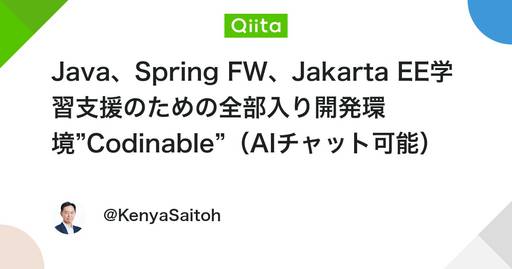 Qiita
Java、Spring FW、Jakarta EE学
習支援のための全部入り開発環
境”Codinable”（AIチャット可能）
@KenyaSaitoh